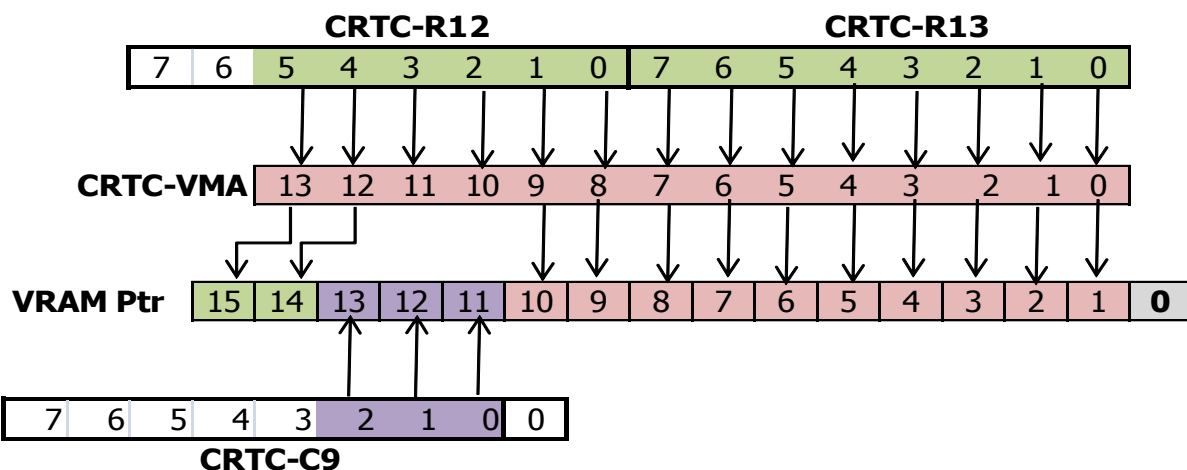 CRTC-R12 CRTC-R13
7 6 5 4 3 2 1 0 7 6 5 4 3 2 1 0
CRTC-VMA 13 12 11 10 9 8 7 6 5 4 3 2 1 0
VRAM Ptr 15 14 13 12 11 10 9 8 7 6 5 4 3 2 1 0
7 6 5 4 3 2 1 0 0
CRTC-C9